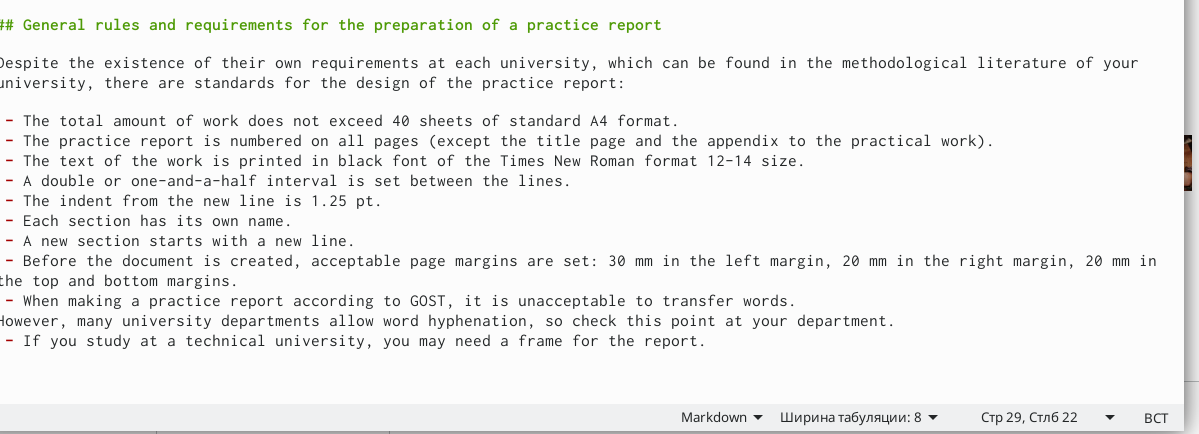 ## General rules and requirements for the preparation of a practice report
Despite the existence of their own requirements at each university, which can be found in the methodological literature of your
university, there are standards for the design of the practice report:
- The total amount of work does not exceed 40 sheets of standard A4 format.
- The practice report is numbered on all pages (except the title page and the appendix to the practical work).
- The text of the work is printed in black font of the Times New Roman format 12-14 size.
- A double or one-and-a-half interval is set between the lines.
- The indent from the new line is 1.25 pt.
- Each section has its own name.
- A new section starts with a new line.
- Before the document is created, acceptable page margins are set: 30 mm in the left margin, 20 mm in the right margin, 20 mm in
the top and bottom margins.
- When making a practice report according to GOST, it is unacceptable to transfer words.
However, many university departments allow word hyphenation, so check this point at your department.
- If you study at a technical university, you may need a frame for the report.
Markdown Ширина табуляции: 8 Стр 29, Стлб 22 ВСТ